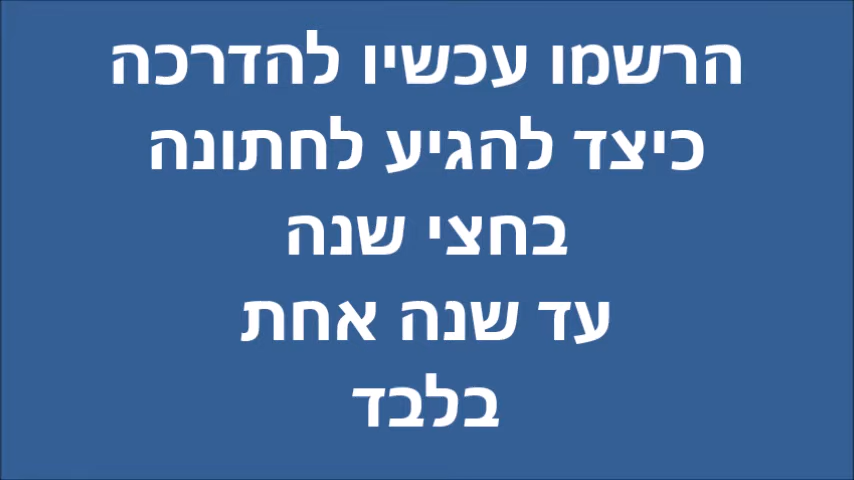 הרשמו עכשיו להדרכה
כיצד להגיע לחתונה
בחצי שנה
עד שנה אחת
בלבד